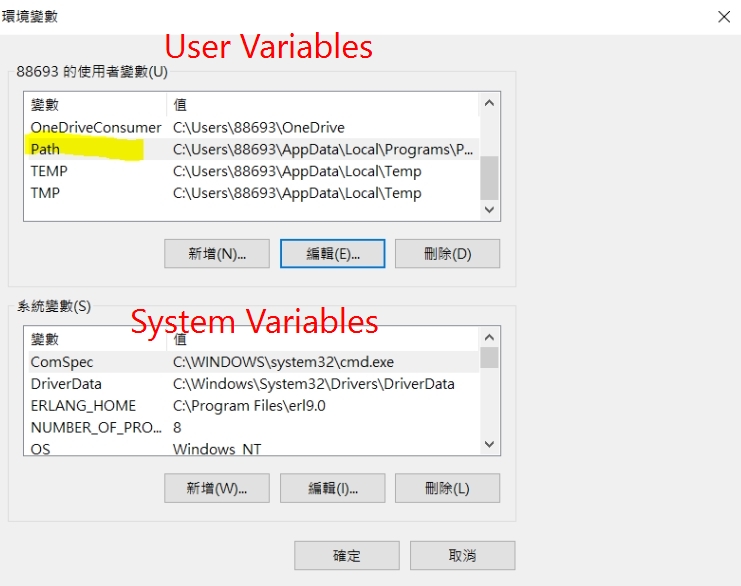 環境變數
User Variables
88693 的使用者變數(U)
變數 值
OneDriveConsumer C:\Users\88693\OneDrive
Path C:\Users\88693\AppData\Local\Programs\P...
TEMP C:\Users\88693\AppData\Local\Temp
TMP C:\Users\88693\AppData\Local\Temp
新增(N)... 編輯(E)... 刪除(D)
系統變數(S)
System Variables
變數 值
ComSpec C:\WINDOWS\system32\cmd.exe
DriverData C:\Windows\System32\Drivers\DriverData
ERLANG_HOME C:\Program Files\erl9.0
NUMBER_OF_PRO... 8
OS Windows_NT
新增(W)... 編輯(I)... 刪除(L)
確定 取消